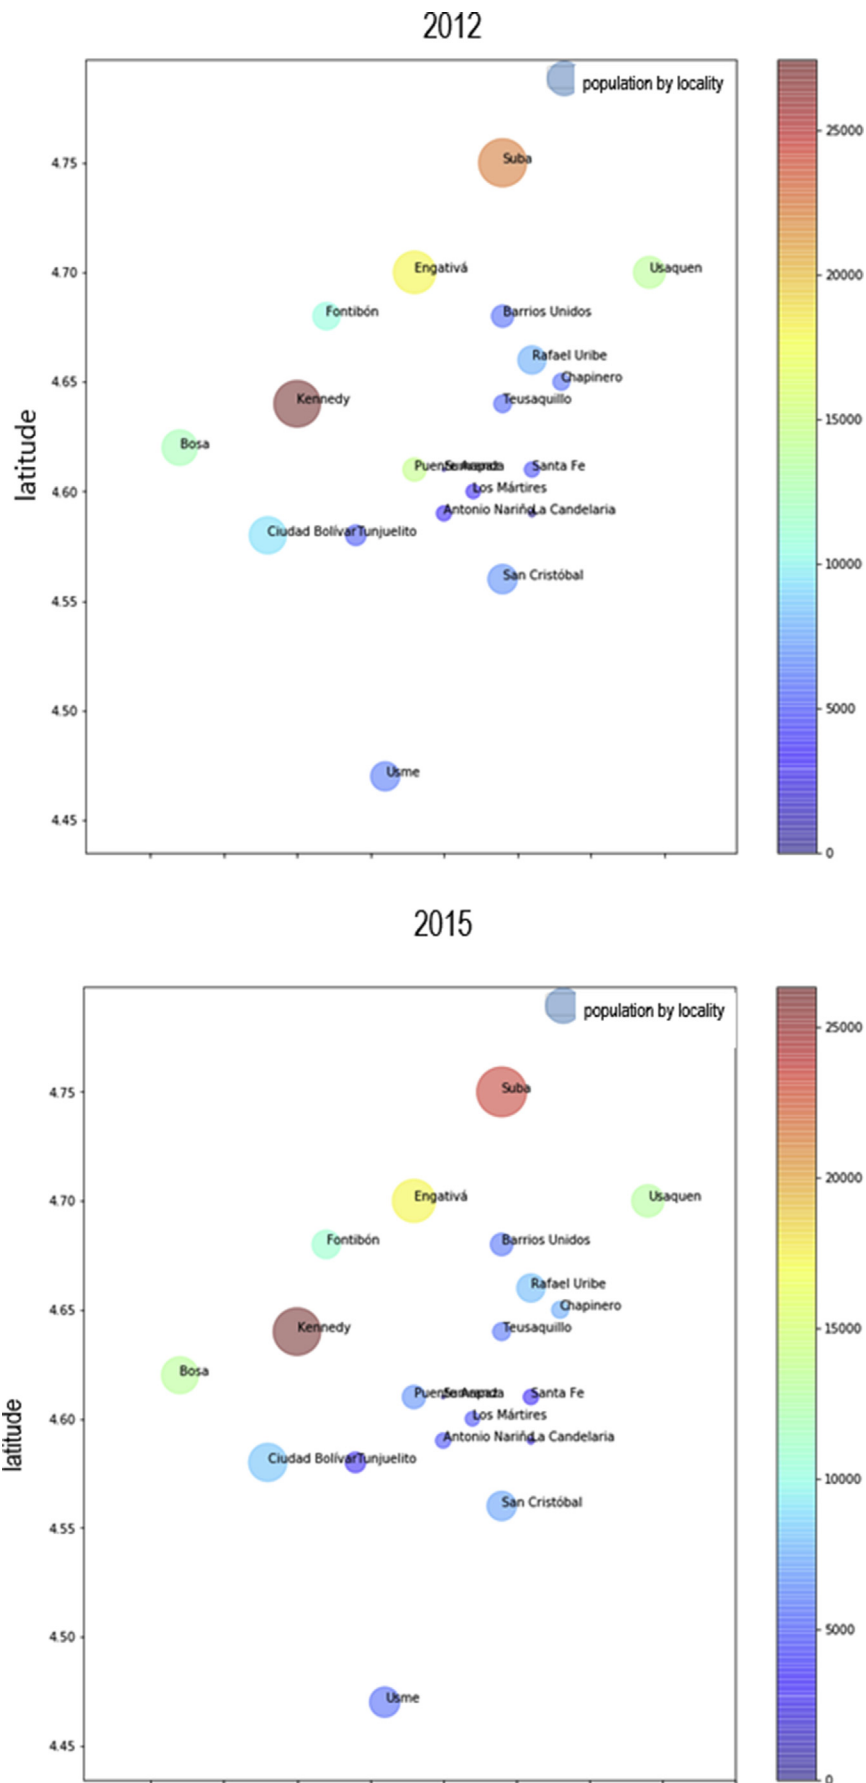 2012
population by locality
25000
4.75
Suba
4.70
Engativá
Usaquen
20000
Fontibón
Barrios Unidos
Rafael Uribe
4.65
Chapinero
Kennedy
Teusaquillo
15000
latitude
Bosa
Santa Fe
4.60
Los Mártires
Antonio Nariño
La Candelaria
Ciudad Bolívar
Tunjuelito
10000
San Cristóbal
4.55
4.50
5000
Usme
4.45
0
2015
population by locality
25000
4.75
Suba
20000
4.70
Engativá
Usaquen
Fontibón
Barrios Unidos
Rafael Uribe
4.65
Chapinero
Kennedy
Teusaquillo
15000
Bosa
Santa Fe
latitude
4.60
Los Mártires
Antonio Nariño
La Candelaria
Ciudad Bolívar
Tunjuelito
10000
San Cristóbal
4.55
4.50
5000
Usme
4.45
0